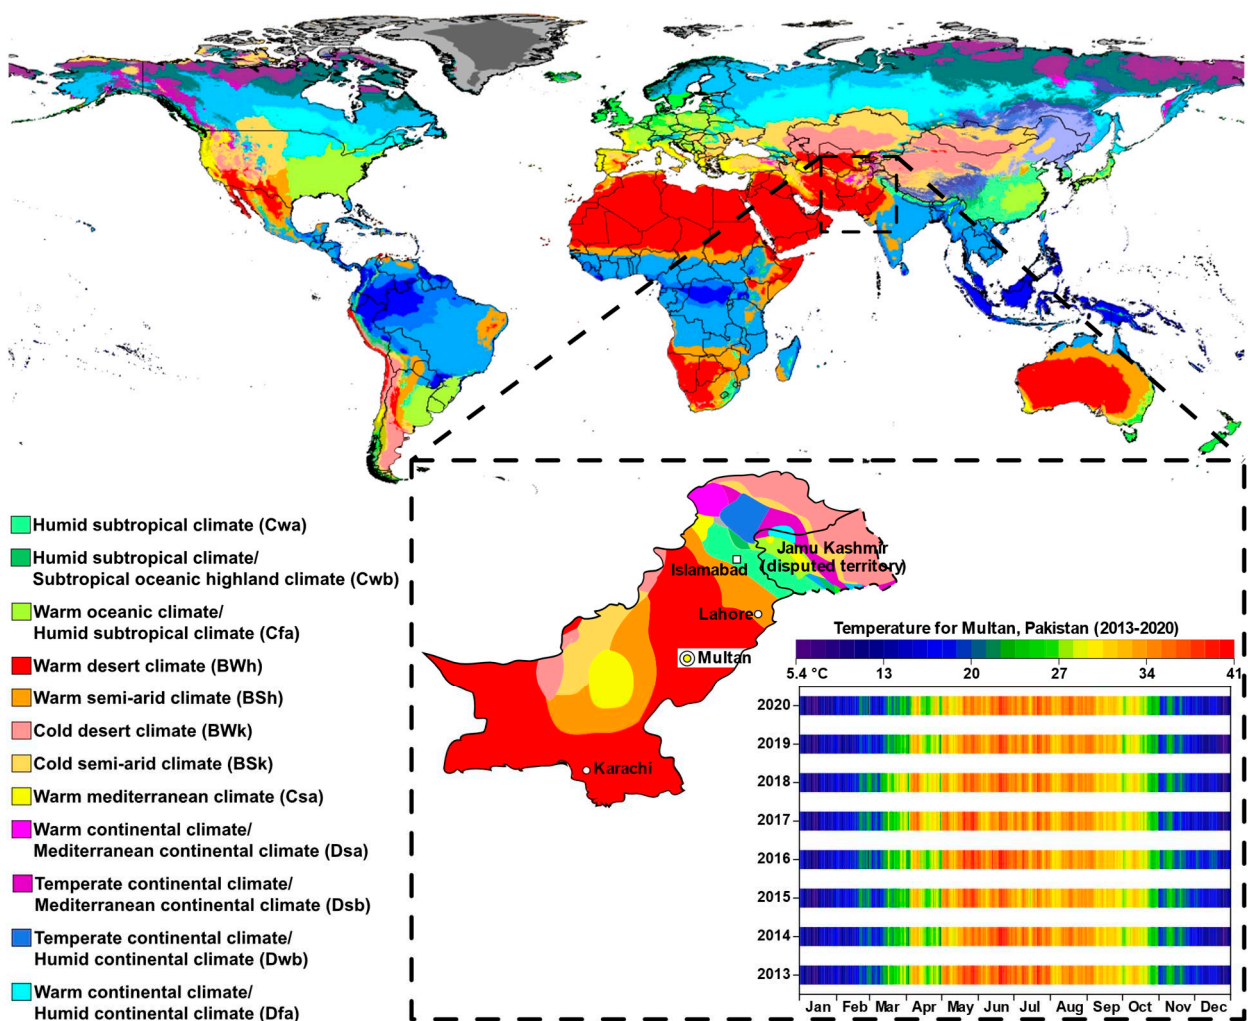 Humid subtropical climate (Cwa)
Humid subtropical climate/
Subtropical oceanic highland climate (Cwb)
Warm oceanic climate/
Humid subtropical climate (Cfa)
Warm desert climate (BWh)
Warm semi-arid climate (BSh)
Cold desert climate (BWk)
Cold semi-arid climate (BSk)
Warm mediterranean climate (Csa)
Warm continental climate/
Mediterranean continental climate (Dsa)
Temperate continental climate/
Mediterranean continental climate (Dsb)
Temperate continental climate/
Humid continental climate (Dwb)
Warm continental climate/
Humid continental climate (Dfa)
Jamu Kashmir
(disputed territory)
Islamabad
Lahore
Multan
Karachi
Temperature for Multan, Pakistan (2013-2020)
5.4 °C 13 20 27 34 41
2020
2019
2018
2017
2016
2015
2014
2013
Jan Feb Mar Apr May Jun Jul Aug Sep Oct Nov Dec